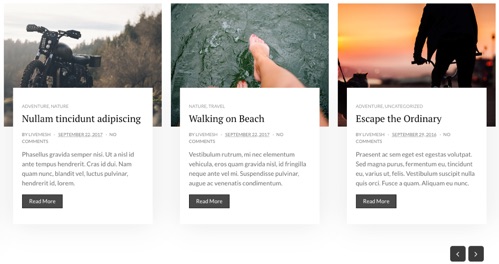 ADVENTURE, NATURE
Nullam tincidunt adipiscing
BY LIVEMESH · SEPTEMBER 22, 2017 · NO
COMMENTS
Phasellus gravida semper nisi. Ut a nisl id
ante tempus hendrerit. Cras id dui. Nam
quam nunc, blandit vel, luctus pulvinar,
hendrerit id, lorem.
Read More
NATURE, TRAVEL
Walking on Beach
BY LIVEMESH · SEPTEMBER 22, 2017 · NO
COMMENTS
Vestibulum rutrum, mi nec elementum
vehicula, eros quam gravida nisl, id fringilla
neque ante vel mi. Suspendisse pulvinar,
augue ac venenatis condimentum.
Read More
ADVENTURE, UNCATEGORIZED
Escape the Ordinary
BY LIVEMESH · SEPTEMBER 29, 2016 · NO
COMMENTS
Praesent ac sem eget est egestas volutpat.
Sed magna purus, fermentum eu, tincidunt
eu, varius ut, felis. Vestibulum suscipit nulla
quis orci. Fusce a quam. Aliquam eu nunc.
Read More